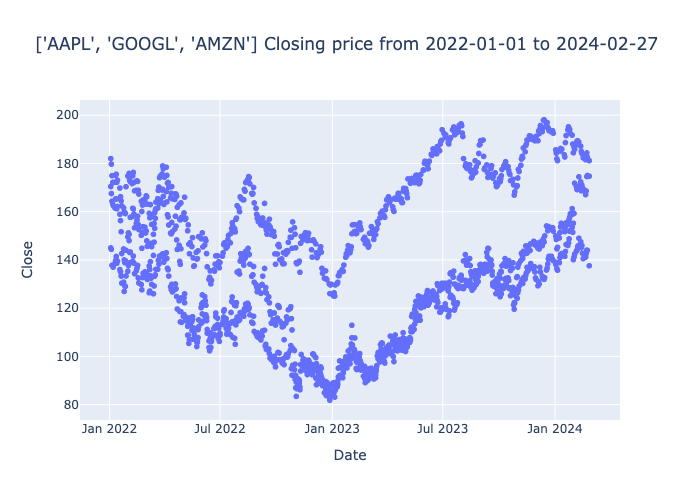 ['AAPL', 'GOOGL', 'AMZN'] Closing price from 2022-01-01 to 2024-02-27
200
180
160
140
120
100
80
Close
Jan 2022
Jul 2022
Jan 2023
Jul 2023
Jan 2024
Date